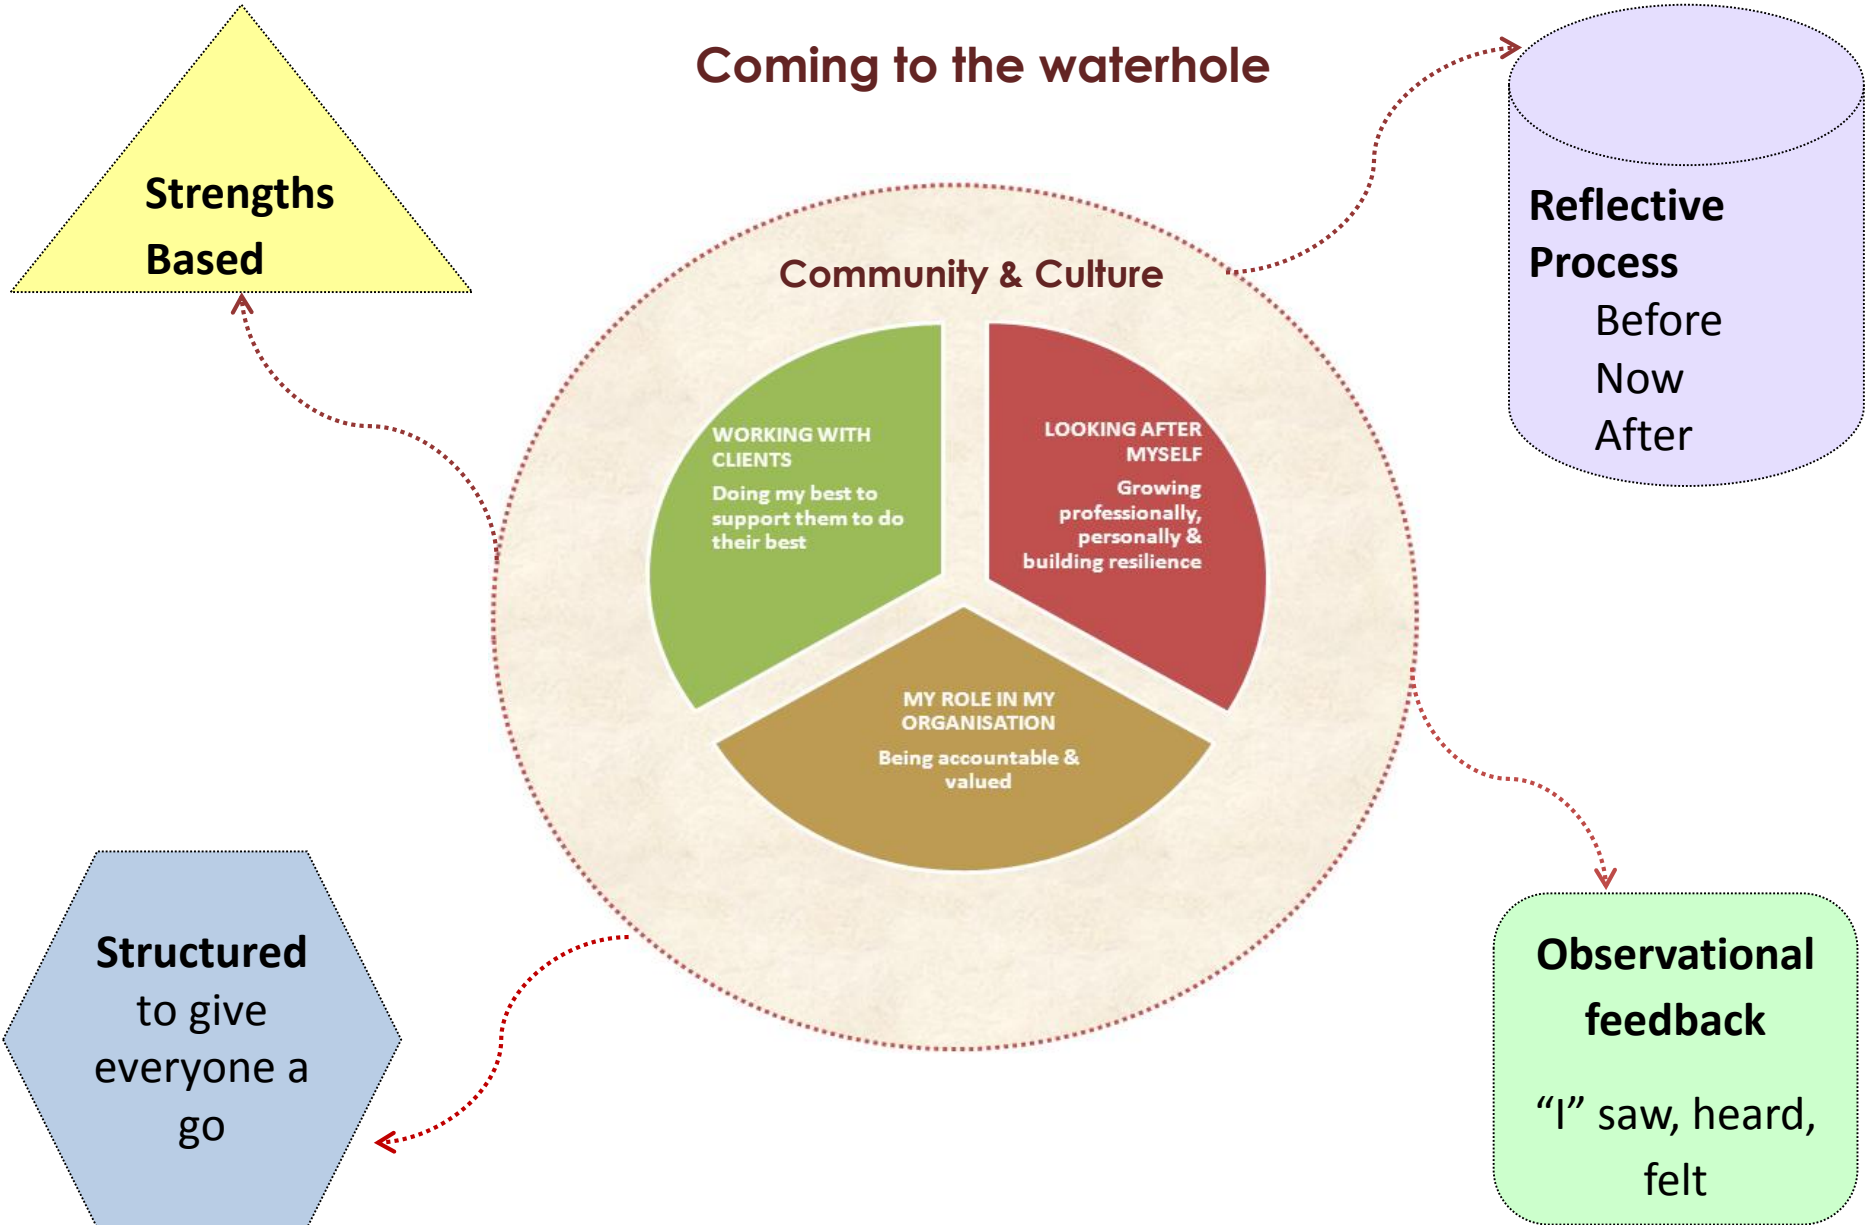 Coming to the waterhole
Strengths
Based
Reflective
Process
Before
Now
After
Community & Culture
WORKING WITH
CLIENTS
Doing my best to
support them to do
their best
LOOKING AFTER
MYSELF
Growing
professionally,
personally &
building resilience
MY ROLE IN MY
ORGANISATION
Being accountable &
valued
Structured
to give
everyone a
go
Observational
feedback
“I” saw, heard,
felt